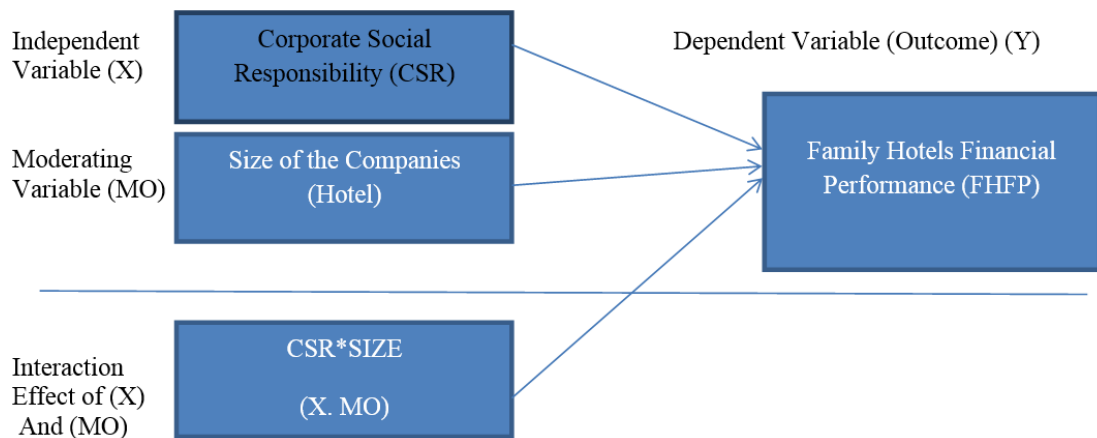 Independent
Variable (X)
Corporate Social
Responsibility (CSR)
Dependent Variable (Outcome) (Y)
Moderating
Variable (MO)
Size of the Companies
(Hotel)
Family Hotels Financial
Performance (FHFP)
Interaction
Effect of (X)
And (MO)
CSR*SIZE
(X. MO)